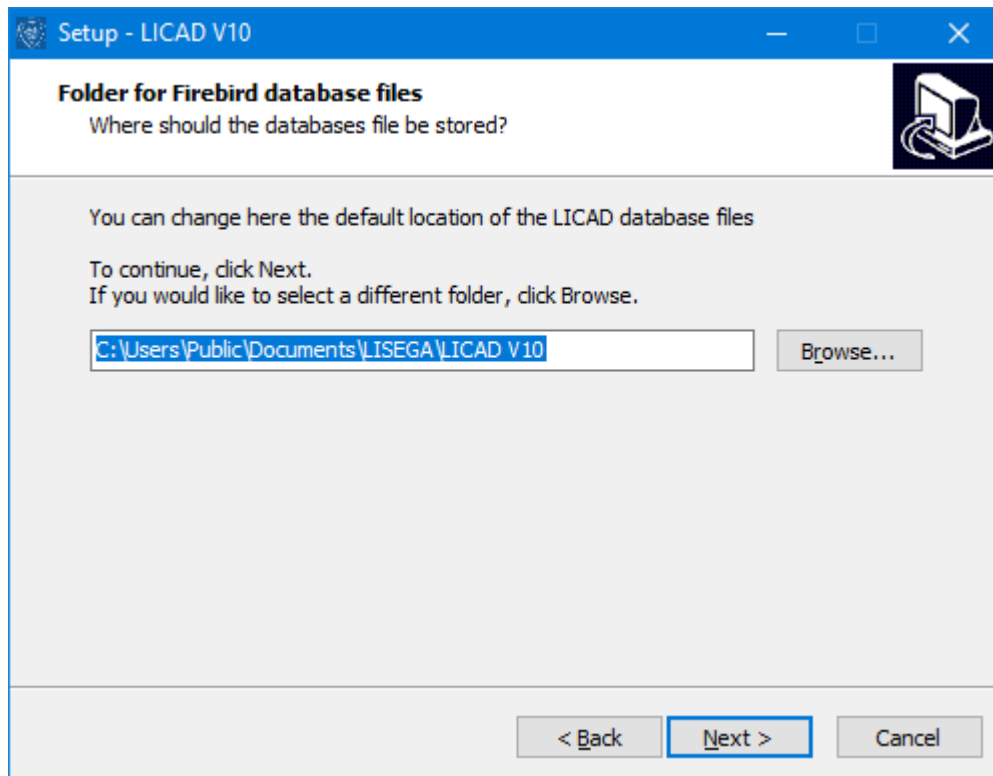 Setup - LICAD V10
Folder for Firebird database files
Where should the databases file be stored?
You can change here the default location of the LICAD database files
To continue, click Next.
If you would like to select a different folder, click Browse.
C:\Users\Public\Documents\LISEGA\LICAD V10
Browse...
< Back
Next >
Cancel